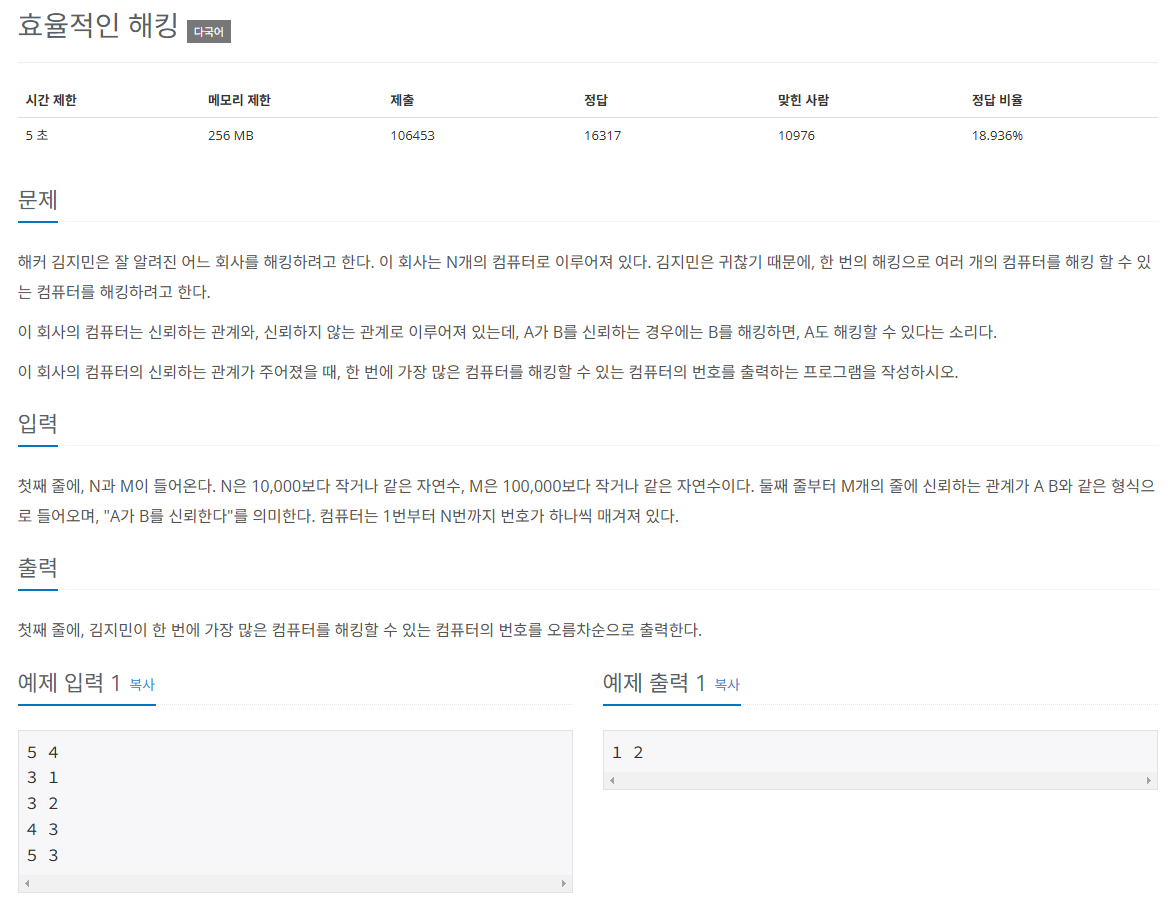 효율적인 해킹 다국어
시간 제한 메모리 제한 제출 정답 맞힌 사람 정답 비율
5 초 256 MB 106453 16317 10976 18.936%
문제
해커 김지민은 잘 알려진 어느 회사를 해킹하려고 한다. 이 회사는 N개의 컴퓨터로 이루어져 있다. 김지민은 귀찮기 때문에, 한 번의 해킹으로 여러 개의 컴퓨터를 해킹 할 수 있
는 컴퓨터를 해킹하려고 한다.
이 회사의 컴퓨터는 신뢰하는 관계와, 신뢰하지 않는 관계로 이루어져 있는데, A가 B를 신뢰하는 경우에는 B를 해킹하면, A도 해킹할 수 있다는 소리다.
이 회사의 컴퓨터의 신뢰하는 관계가 주어졌을 때, 한 번에 가장 많은 컴퓨터를 해킹할 수 있는 컴퓨터의 번호를 출력하는 프로그램을 작성하시오.
입력
첫째 줄에, N과 M이 들어온다. N은 10,000보다 작거나 같은 자연수, M은 100,000보다 작거나 같은 자연수이다. 둘째 줄부터 M개의 줄에 신뢰하는 관계가 A B와 같은 형식으
로 들어오며, "A가 B를 신뢰한다"를 의미한다. 컴퓨터는 1번부터 N번까지 번호가 하나씩 매겨져 있다.
출력
첫째 줄에, 김지민이 한 번에 가장 많은 컴퓨터를 해킹할 수 있는 컴퓨터의 번호를 오름차순으로 출력한다.
예제 입력 1 복사
5 4
3 1
3 2
4 3
5 3
예제 출력 1 복사
1 2